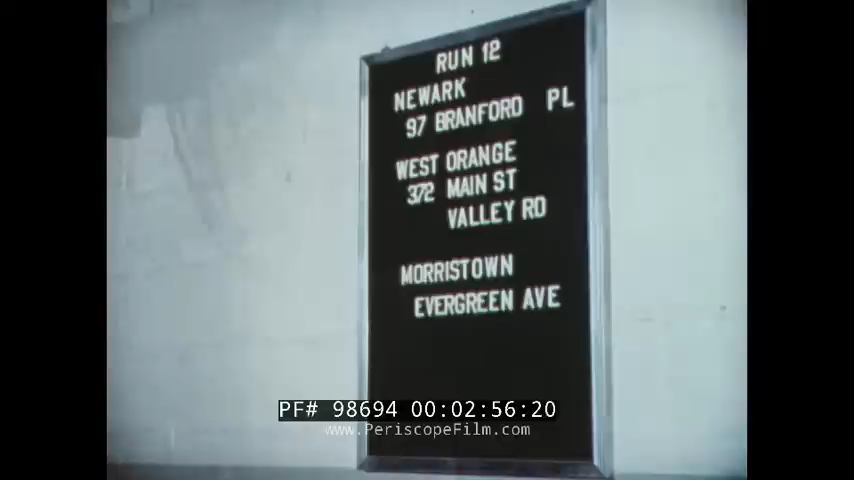 RUN 12
NEWARK
97 BRANFORD PL
WEST ORANGE
372 MAIN ST
VALLEY RD
MORRISTOWN
EVERGREEN AVE
PF# 98694 00:02:56:20
www.PeriscopeFilm.com